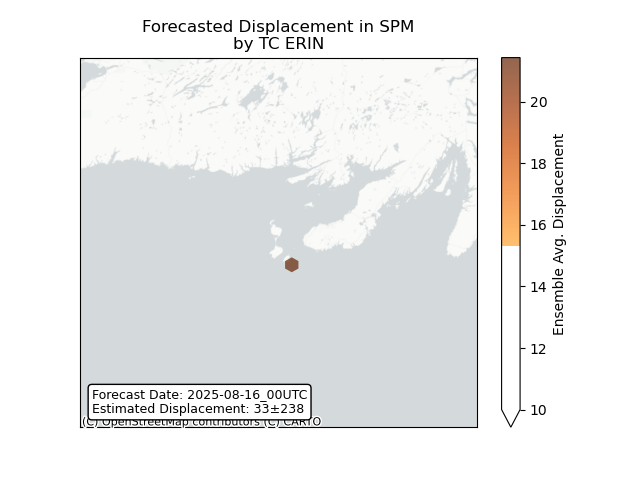 Forecasted Displacement in SPM
by TC ERIN
20
18
16
14
12
10
Ensemble Avg. Displacement
Forecast Date: 2025-08-16_00UTC
Estimated Displacement: 33±238
(C) OpenStreetMap contributors (C) CARTO